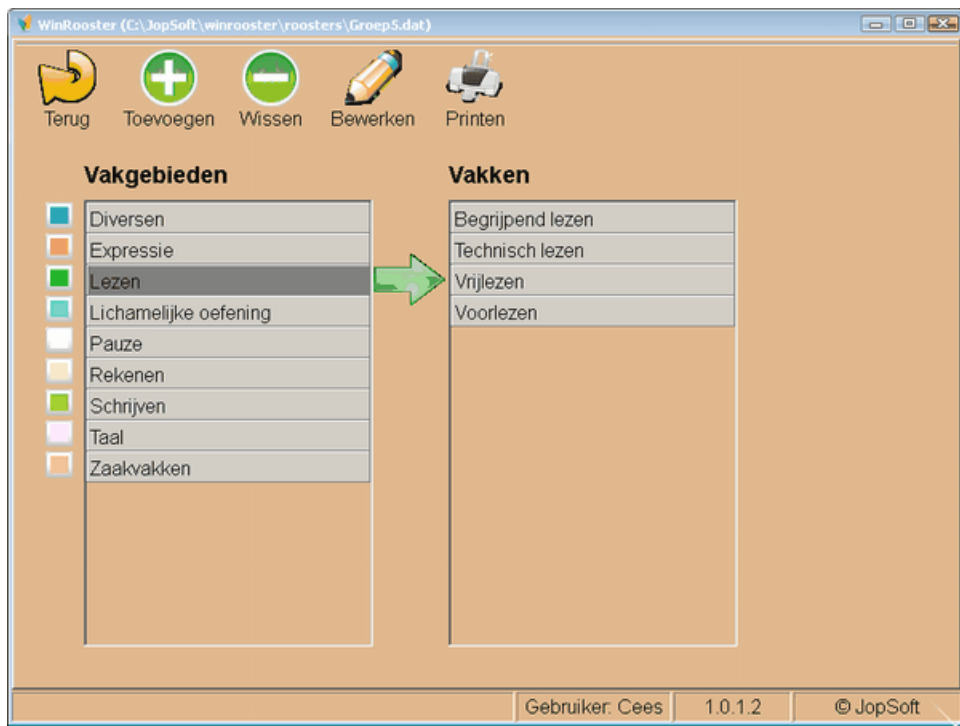 WinRooster (C:\JopSoft\winrooster\roosters\Groep5.dat)
Terug Toevoegen Wissen Bewerken Printen
Vakgebieden
Diversen
Expressie
Lezen
Lichamelijke oefening
Pauze
Rekenen
Schrijven
Taal
Zaakvakken
Vakken
Begrijpend lezen
Technisch lezen
Vrijlezen
Voorlezen
Gebruiker: Cees 1.0.1.2 © JopSoft